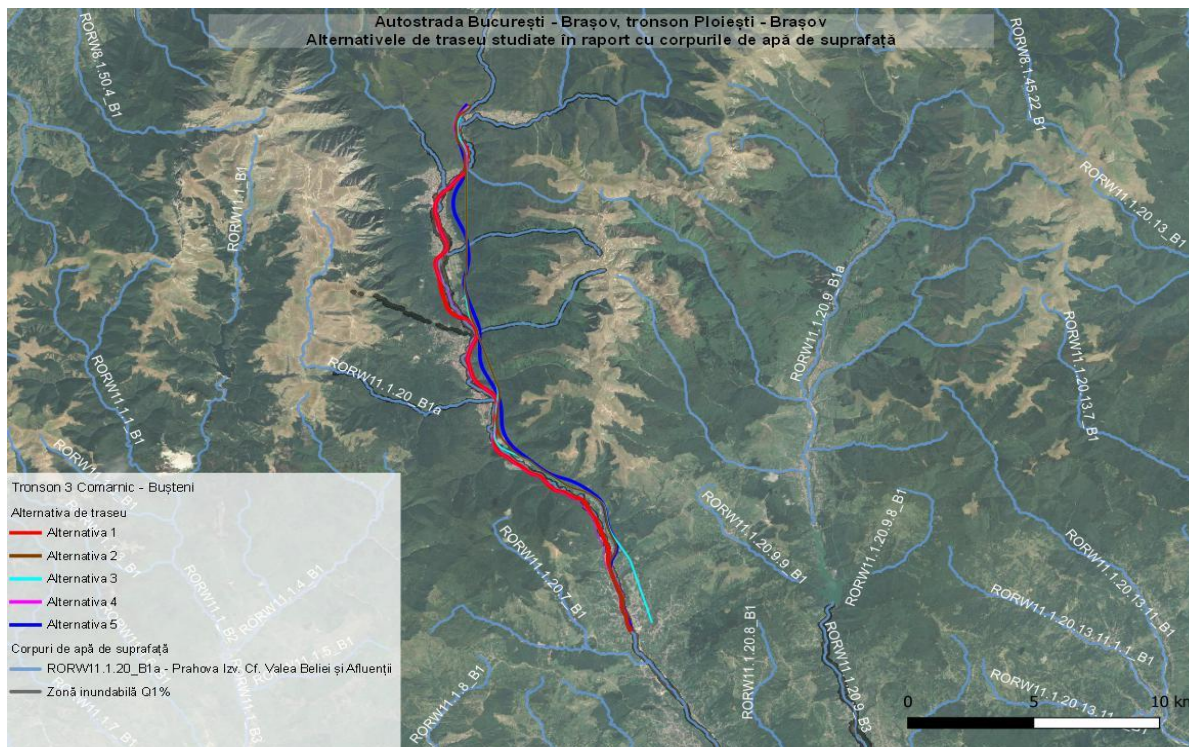 Autostrada București - Brașov, tronson Ploiești - Brașov
Alternativele de traseu studiate în raport cu corpurile de apă de suprafață
RORW8.1.50.4_B1
RORW8.1.45.22_B1
RORW11.1_B1
RORW11.1.20.13_B1
RORW11.1.20.9_B1a
RORW11.1.20_B1a
RORW11.1.1_B1
RORW11.1.20.13.7_B1
RORW11.1.20.9.9_B1
RORW11.1.20.9.8_B1
RORW11.1.20.7_B1
RORW11.1.20.13.11_B1
RORW11.1.20.13.11.1.1_B1
RORW11.1.20.8_B1
RORW11.1.20.9_B3
RORW11.1.8_B1
RORW11.1.4_B1
Tronson 3 Comarnic - Bușteni
Alternativa de traseu
Alternativa 1
Alternativa 2
Alternativa 3
Alternativa 4
Alternativa 5
Corpuri de apă de suprafață
RORW11.1.20_B1a - Prahova Izv. Cf. Valea Beliei și Afluenții
Zonă inundabilă Q1%
0 5 10 km